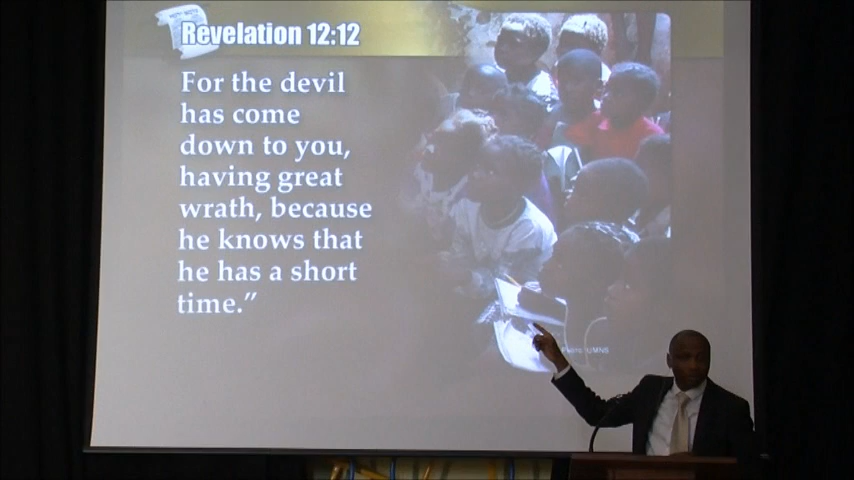 Revelation 12:12
For the devil
has come
down to you,
having great
wrath, because
he knows that
he has a short
time.”
UMNS